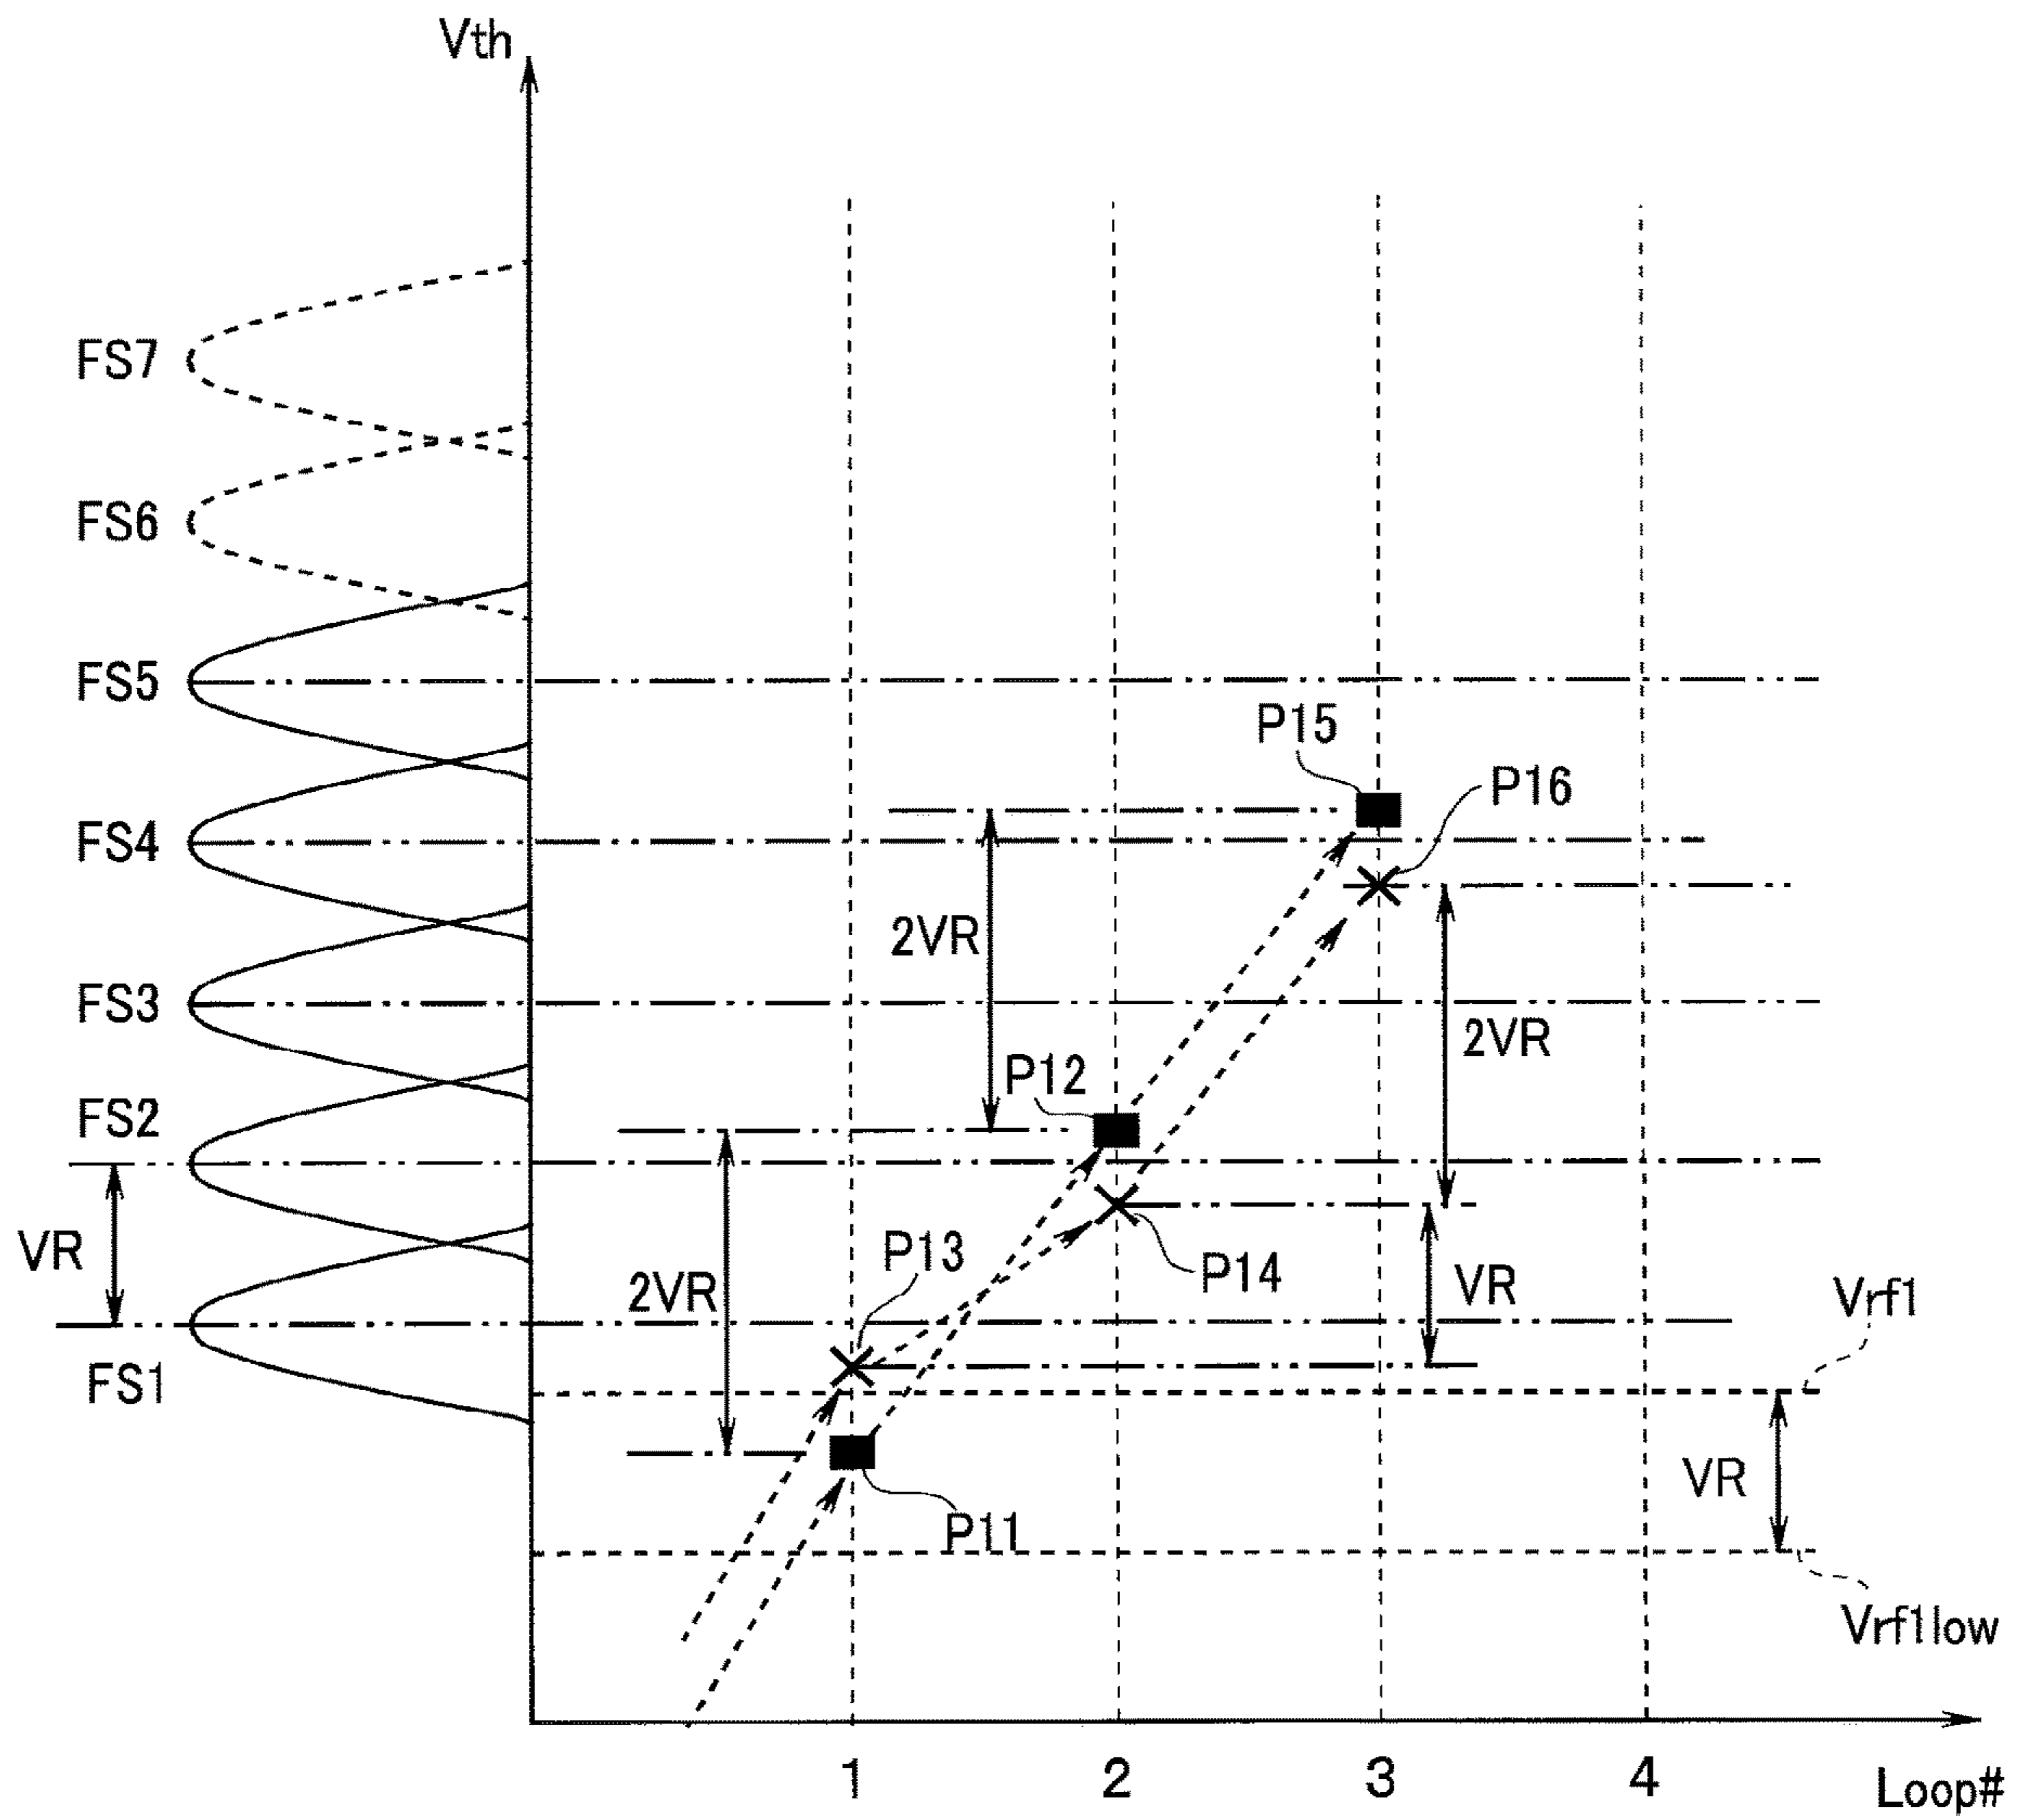 Vth
FS7
FS6
FS5
P15
P16
FS4
2VR
FS3
2VR
P12
FS2
VR
P13
P14
2VR
VR
Vrf1
FS1
VR
P11
Vrf1low
1
2
3
4
Loop#